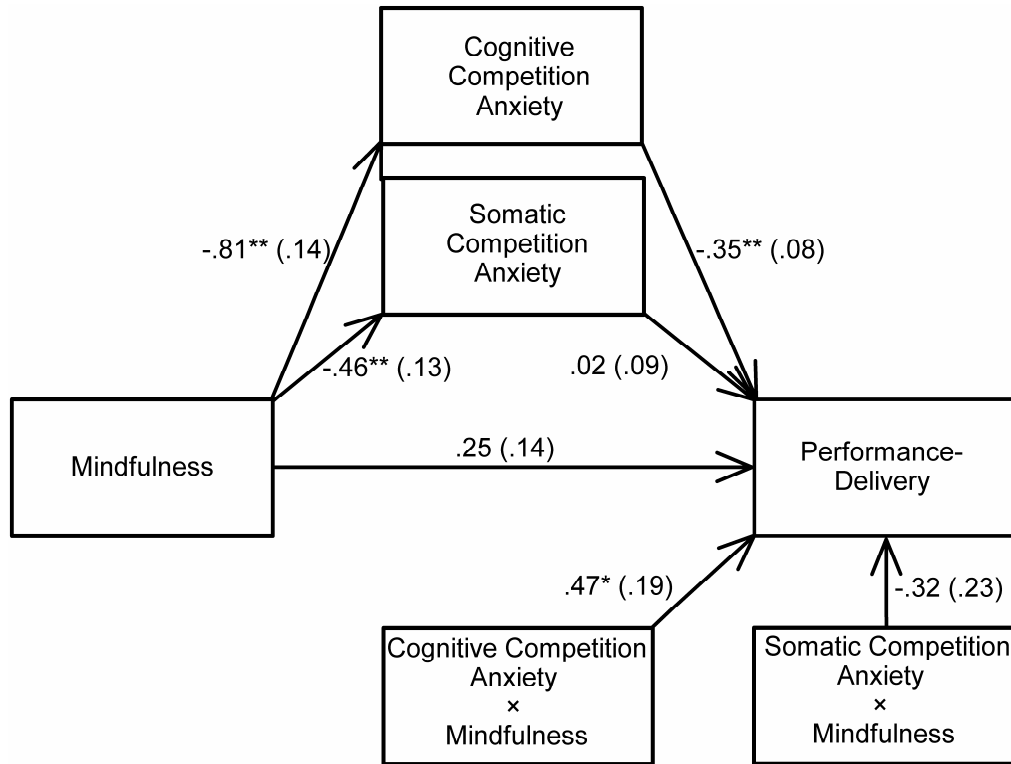 Cognitive
Competition
Anxiety
Somatic
Competition
Anxiety
-.81** (.14)
-.35** (.08)
-.46** (.13)
.02 (.09)
Mindfulness
.25 (.14)
Performance-
Delivery
.47* (.19)
-.32 (.23)
Cognitive Competition
Anxiety
×
Mindfulness
Somatic Competition
Anxiety
×
Mindfulness